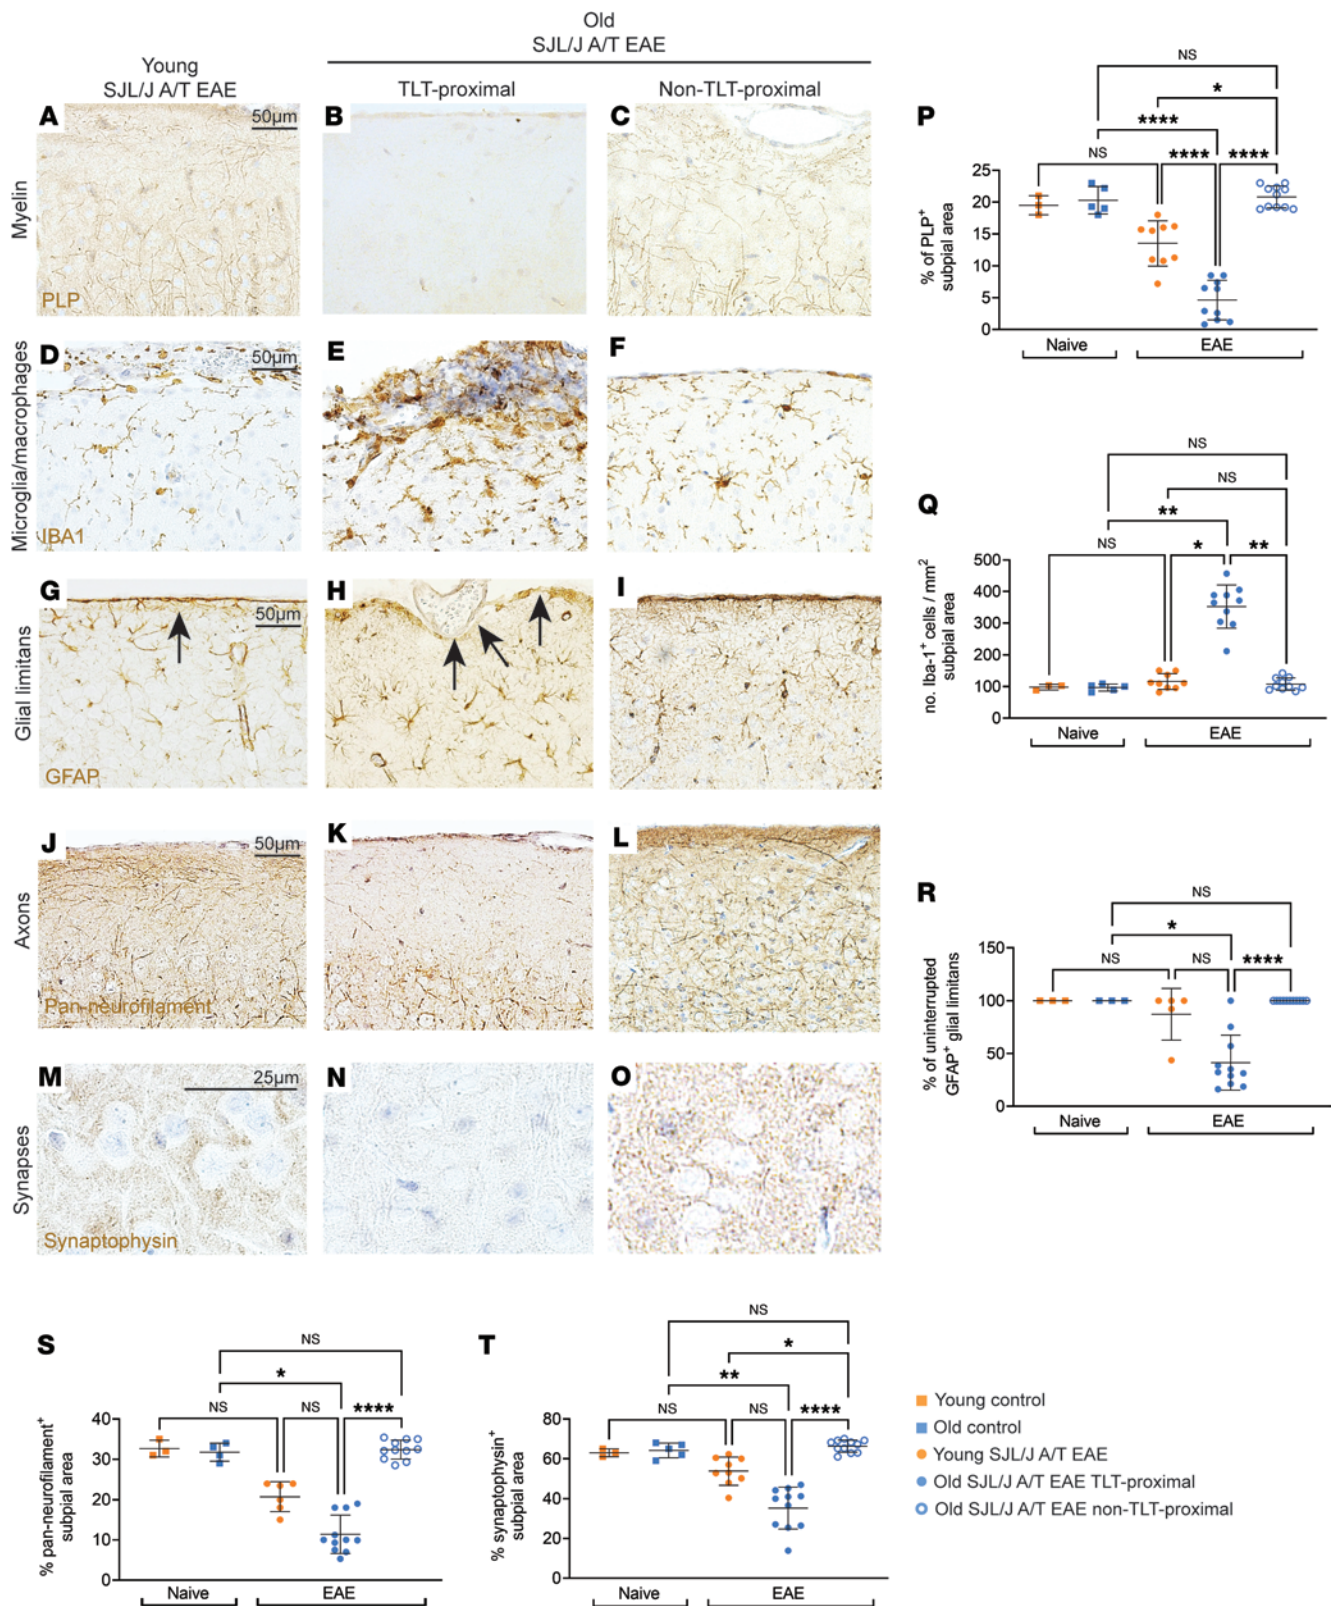 Old
SJL/J A/T EAE
Young
SJL/J A/T EAE
TLT-proximal
Non-TLT-proximal
Myelin
A
50µm
PLP
B
C
Microglia/macrophages
D
50µm
IBA1
E
F
Glial limitans
G
50µm
GFAP
H
I
Axons
J
50µm
Pan-neurofilament
K
L
Synapses
M
25µm
Synaptophysin
N
O
P
NS
*
****
NS
****
****
% of PLP+
subpial area
25
20
15
10
5
0
Naive
EAE
Q
NS
NS
**
NS
*
**
no. Iba-1+ cells / mm2
subpial area
500
400
300
200
100
0
Naive
EAE
R
NS
*
NS
NS
****
% of uninterrupted
GFAP+ glial limitans
150
100
50
0
Naive
EAE
S
NS
*
NS
NS
****
% pan-neurofilament+
subpial area
40
30
20
10
0
Naive
EAE
T
NS
*
**
NS
NS
****
% synaptophysin+
subpial area
80
60
40
20
0
Naive
EAE
Young control
Old control
Young SJL/J A/T EAE
Old SJL/J A/T EAE TLT-proximal
Old SJL/J A/T EAE non-TLT-proximal